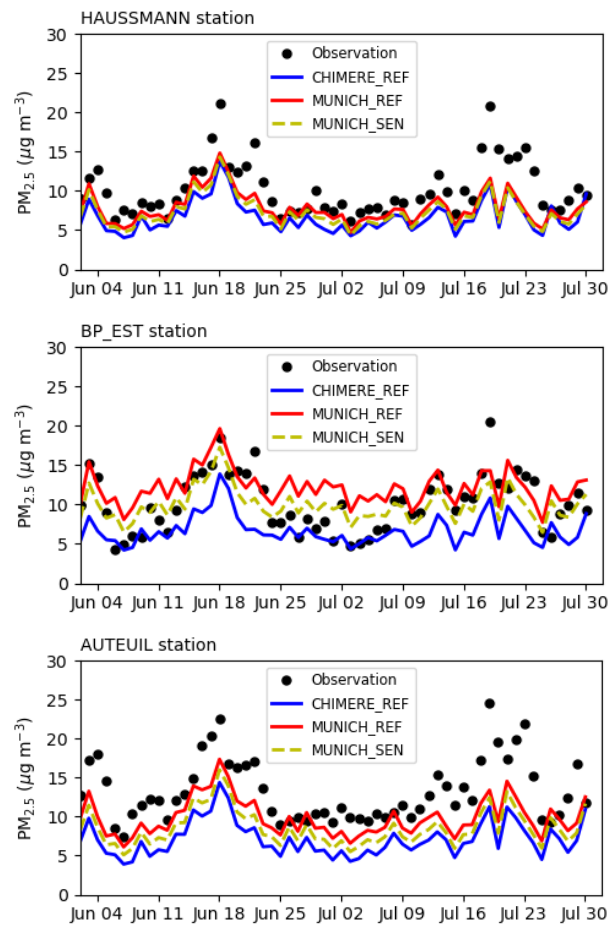 HAUSSMANN station
30
25
20
15
10
5
0
PM2.5 (μg m−3)
Observation
CHIMERE_REF
MUNICH_REF
MUNICH_SEN
Jun 04 Jun 11 Jun 18 Jun 25 Jul 02 Jul 09 Jul 16 Jul 23 Jul 30
BP_EST station
30
25
20
15
10
5
0
PM2.5 (μg m−3)
Observation
CHIMERE_REF
MUNICH_REF
MUNICH_SEN
Jun 04 Jun 11 Jun 18 Jun 25 Jul 02 Jul 09 Jul 16 Jul 23 Jul 30
AUTEUIL station
30
25
20
15
10
5
0
PM2.5 (μg m−3)
Observation
CHIMERE_REF
MUNICH_REF
MUNICH_SEN
Jun 04 Jun 11 Jun 18 Jun 25 Jul 02 Jul 09 Jul 16 Jul 23 Jul 30